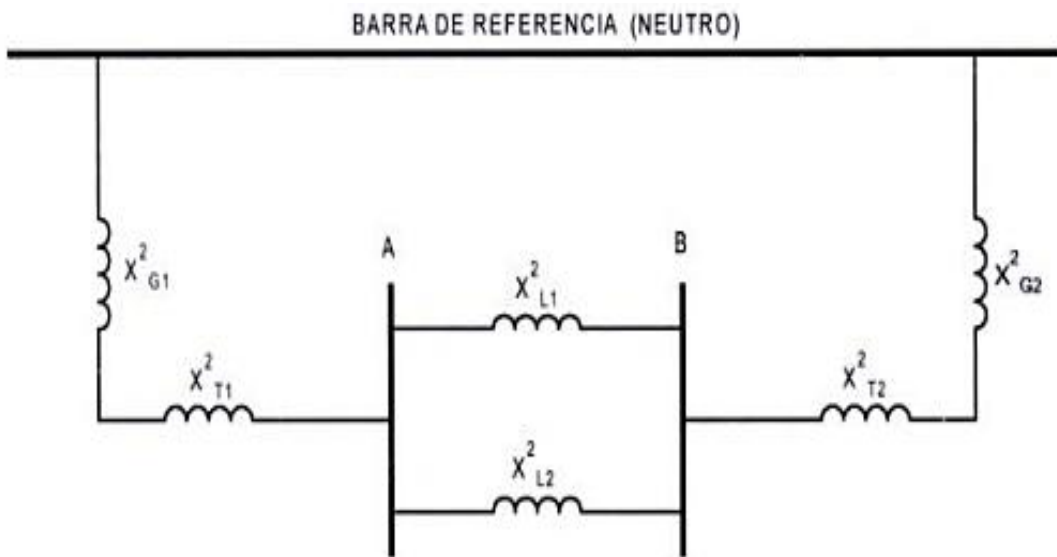 BARRA DE REFERENCIA (NEUTRO)
A
B
X²G1
X²L1
X²G2
X²T1
X²T2
X²L2